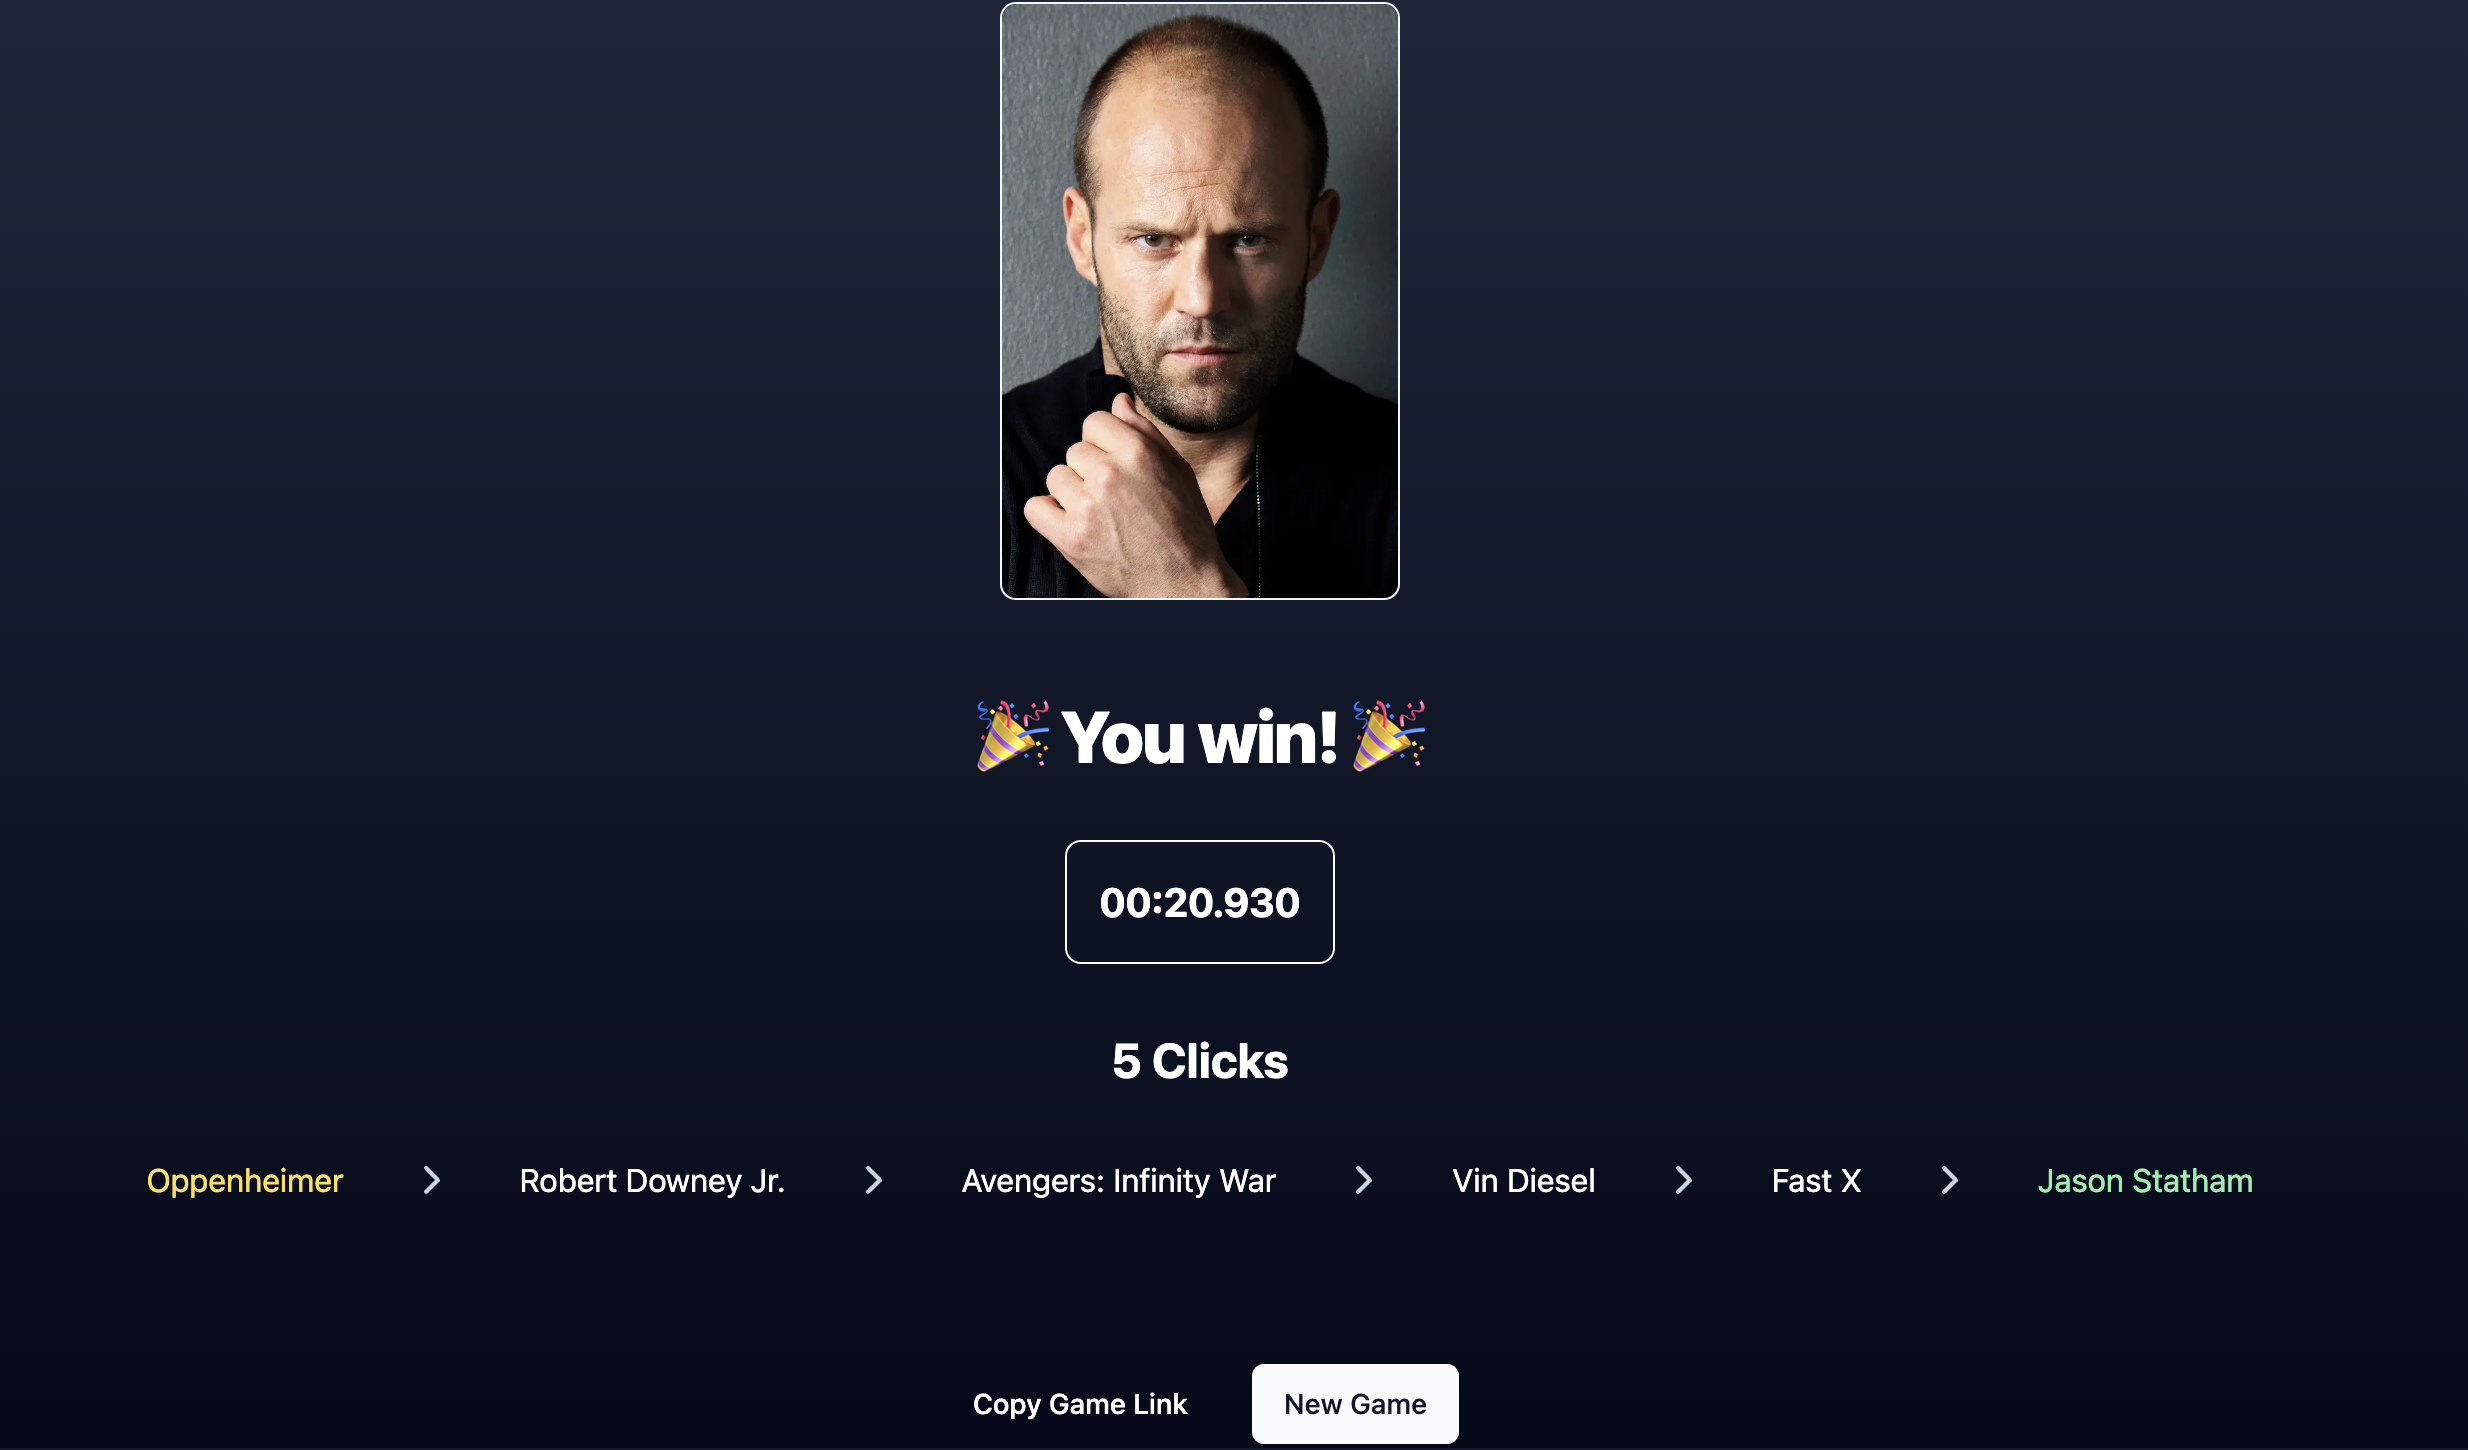 🎉 You win! 🎉
00:20.930
5 Clicks
Oppenheimer > Robert Downey Jr. > Avengers: Infinity War > Vin Diesel > Fast X > Jason Statham
Copy Game Link New Game